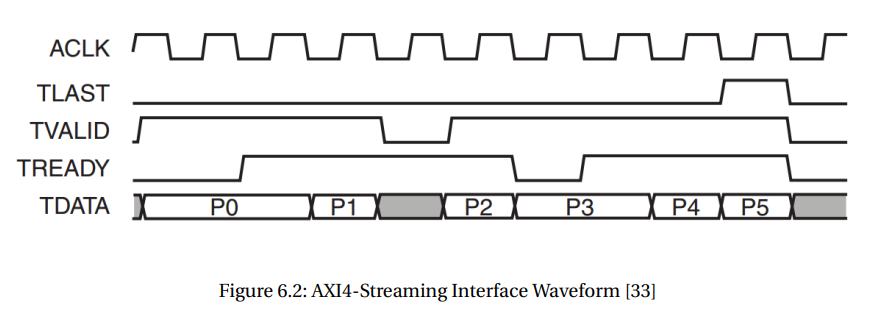 ACLK
TLAST
TVALID
TREADY
TDATA P0 P1 P2 P3 P4 P5
Figure 6.2: AXI4-Streaming Interface Waveform [33]